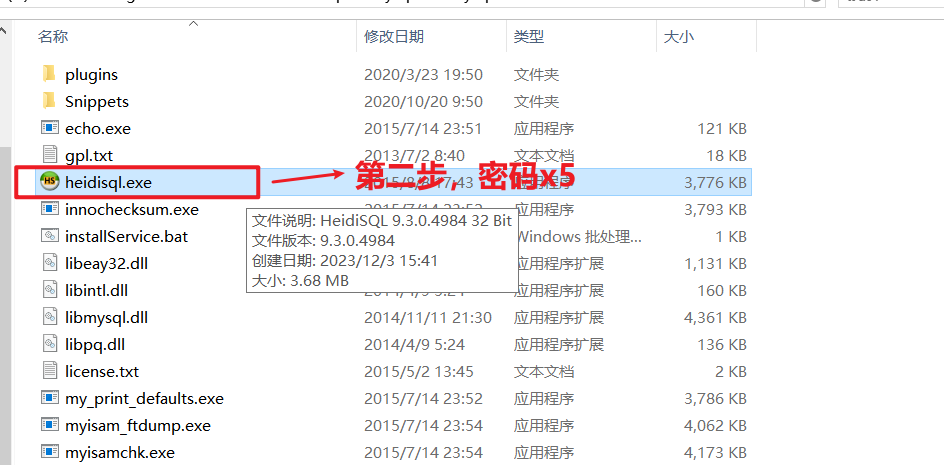 名称 修改日期 类型 大小
plugins 2020/3/23 19:50 文件夹
Snippets 2020/10/20 9:50 文件夹
echo.exe 2015/7/14 23:51 应用程序 121 KB
gpl.txt 2013/7/2 8:40 文本文档 18 KB
heidisql.exe 17:43 3,776 KB
第二步，密码x5
innochecksum.exe 应用程序 3,793 KB
文件说明: HeidiSQL 9.3.0.4984 32 Bit
文件版本: 9.3.0.4984
创建日期: 2023/12/3 15:41
大小: 3.68 MB
installService.bat Windows 批处理... 1 KB
libeay32.dll 应用程序扩展 1,131 KB
libintl.dll 应用程序扩展 160 KB
libmysql.dll 2014/11/11 21:30 应用程序扩展 4,361 KB
libpq.dll 2014/4/9 5:24 应用程序扩展 136 KB
license.txt 2015/5/2 13:45 文本文档 2 KB
my_print_defaults.exe 2015/7/14 23:52 应用程序 3,786 KB
myisam_ftdump.exe 2015/7/14 23:54 应用程序 4,062 KB
myisamchk.exe 2015/7/14 23:54 应用程序 4,173 KB